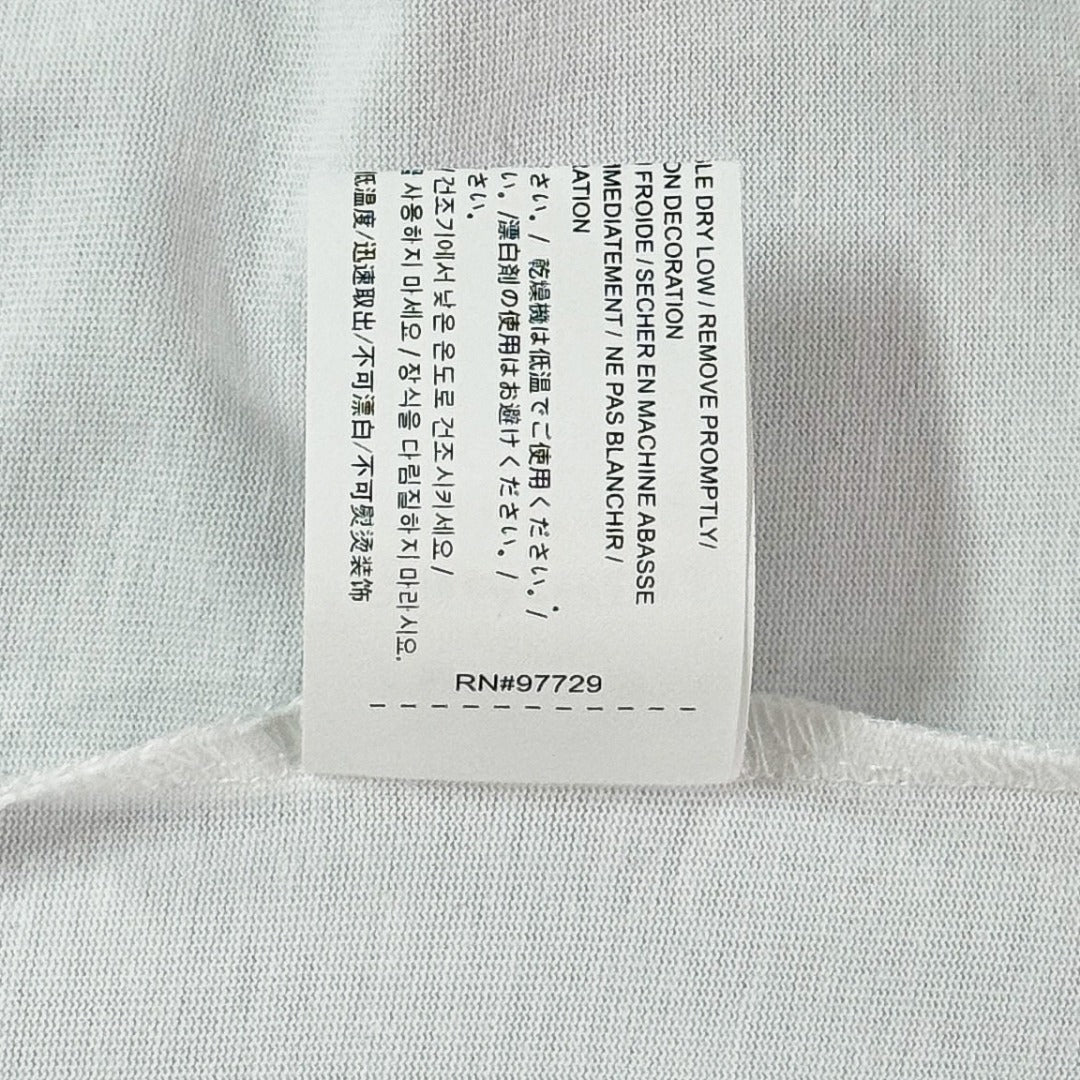 DRY LOW / REMOVE PROMPTLY/
DECORATION
FROIDE / SECHER EN MACHINE ABASSE
MMEDIATEMENT / NE PAS BLANCHIR /
RATION
さい。/ 乾燥機は低温でご使用ください。/
い。/漂白剤の使用はお避けください。/
さい。
/건조기에서 낮은 온도로 건조시키세요/
사용하지 마세요 / 장식을 다림질하지 마라시요.
低温度/迅速取出/不可漂白/不可熨烫装饰
RN#97729